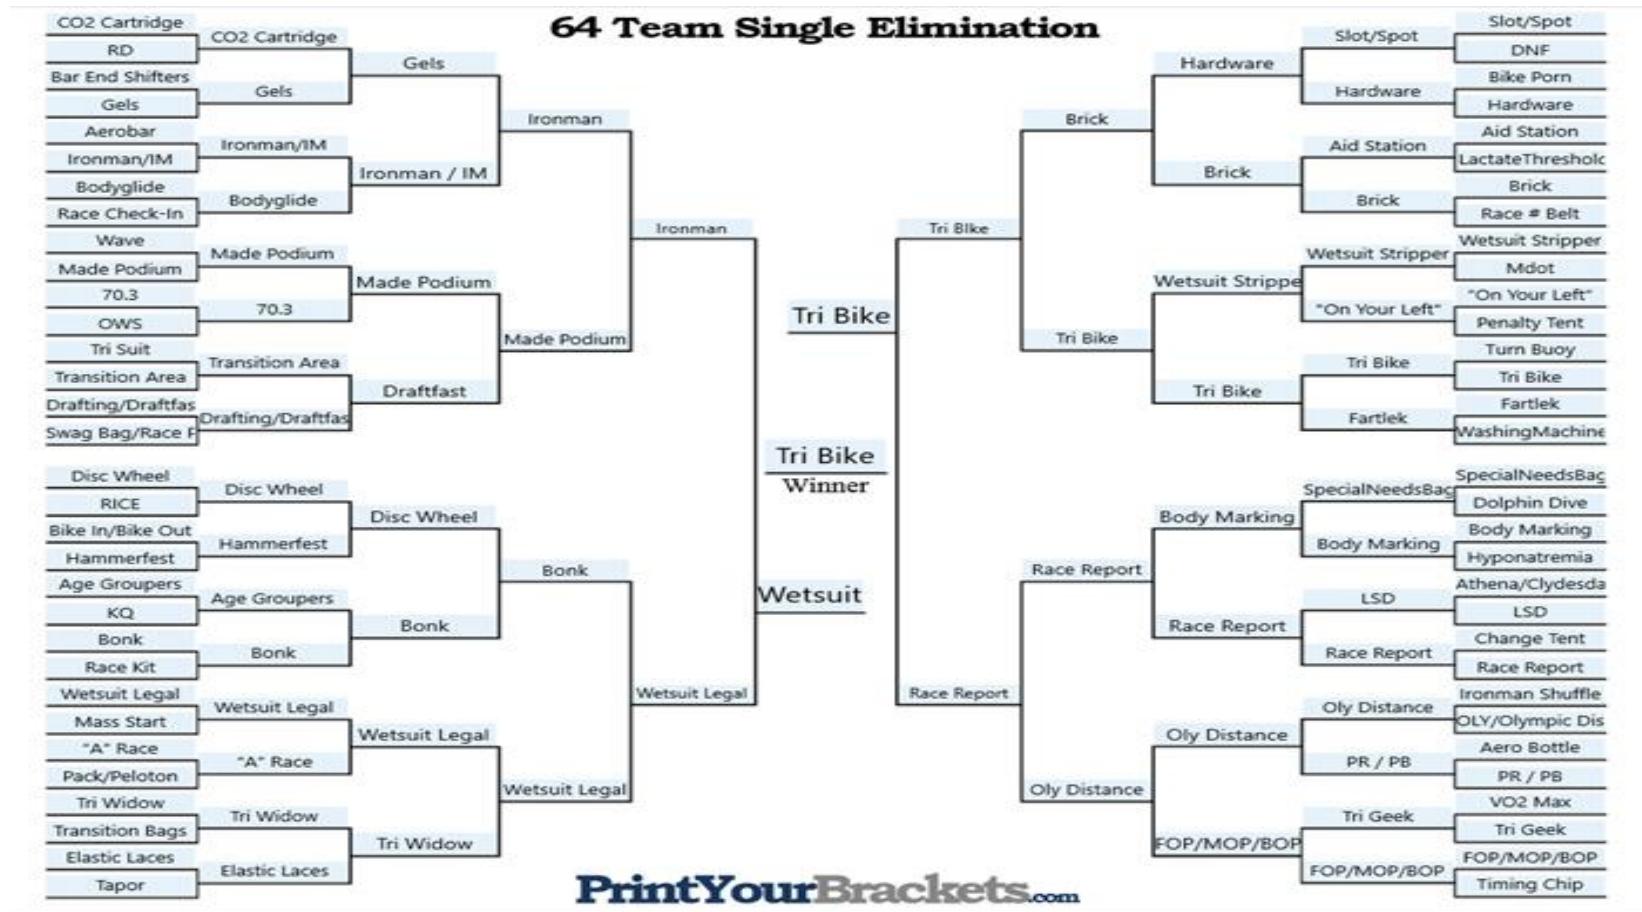 64 Team Single Elimination
CO2 Cartridge
RD
Bar End Shifters
Gels
Aerobar
Ironman/IM
Bodyglide
Race Check-In
Wave
Made Podium
70.3
OWS
Tri Suit
Transition Area
Drafting/Draftfas
Swag Bag/Race F
Disc Wheel
RICE
Bike In/Bike Out
Hammerfest
Age Groupers
KQ
Bonk
Race Kit
Wetsuit Legal
Mass Start
"A" Race
Pack/Peloton
Tri Widow
Transition Bags
Elastic Laces
Tapor
CO2 Cartridge
Gels
Ironman/IM
Bodyglide
Made Podium
70.3
Transition Area
Drafting/Draftfas
Disc Wheel
Hammerfest
Age Groupers
Bonk
Wetsuit Legal
"A" Race
Tri Widow
Elastic Laces
Gels
Ironman / IM
Made Podium
Draftfast
Disc Wheel
Bonk
Wetsuit Legal
Tri Widow
Ironman
Made Podium
Bonk
Wetsuit Legal
Ironman
Wetsuit Legal
Tri Bike
Tri Bike
Winner
Wetsuit
Tri BIke
Race Report
Brick
Tri Bike
Race Report
Oly Distance
Hardware
Brick
Wetsuit Strippe
Tri Bike
Body Marking
Race Report
Oly Distance
FOP/MOP/BOP
Slot/Spot
Hardware
Aid Station
Brick
Wetsuit Stripper
"On Your Left"
Tri Bike
Fartlek
SpecialNeedsBag
Body Marking
LSD
Race Report
Oly Distance
PR / PB
Tri Geek
FOP/MOP/BOP
Slot/Spot
DNF
Bike Porn
Hardware
Aid Station
LactateThreshold
Brick
Race # Belt
Wetsuit Stripper
Mdot
"On Your Left"
Penalty Tent
Turn Buoy
Tri Bike
Fartlek
WashingMachine
SpecialNeedsBag
Dolphin Dive
Body Marking
Hyponatremia
Athena/Clydesda
LSD
Change Tent
Race Report
Ironman Shuffle
OLY/Olympic Dis
Aero Bottle
PR / PB
VO2 Max
Tri Geek
FOP/MOP/BOP
Timing Chip
PrintYourBrackets.com